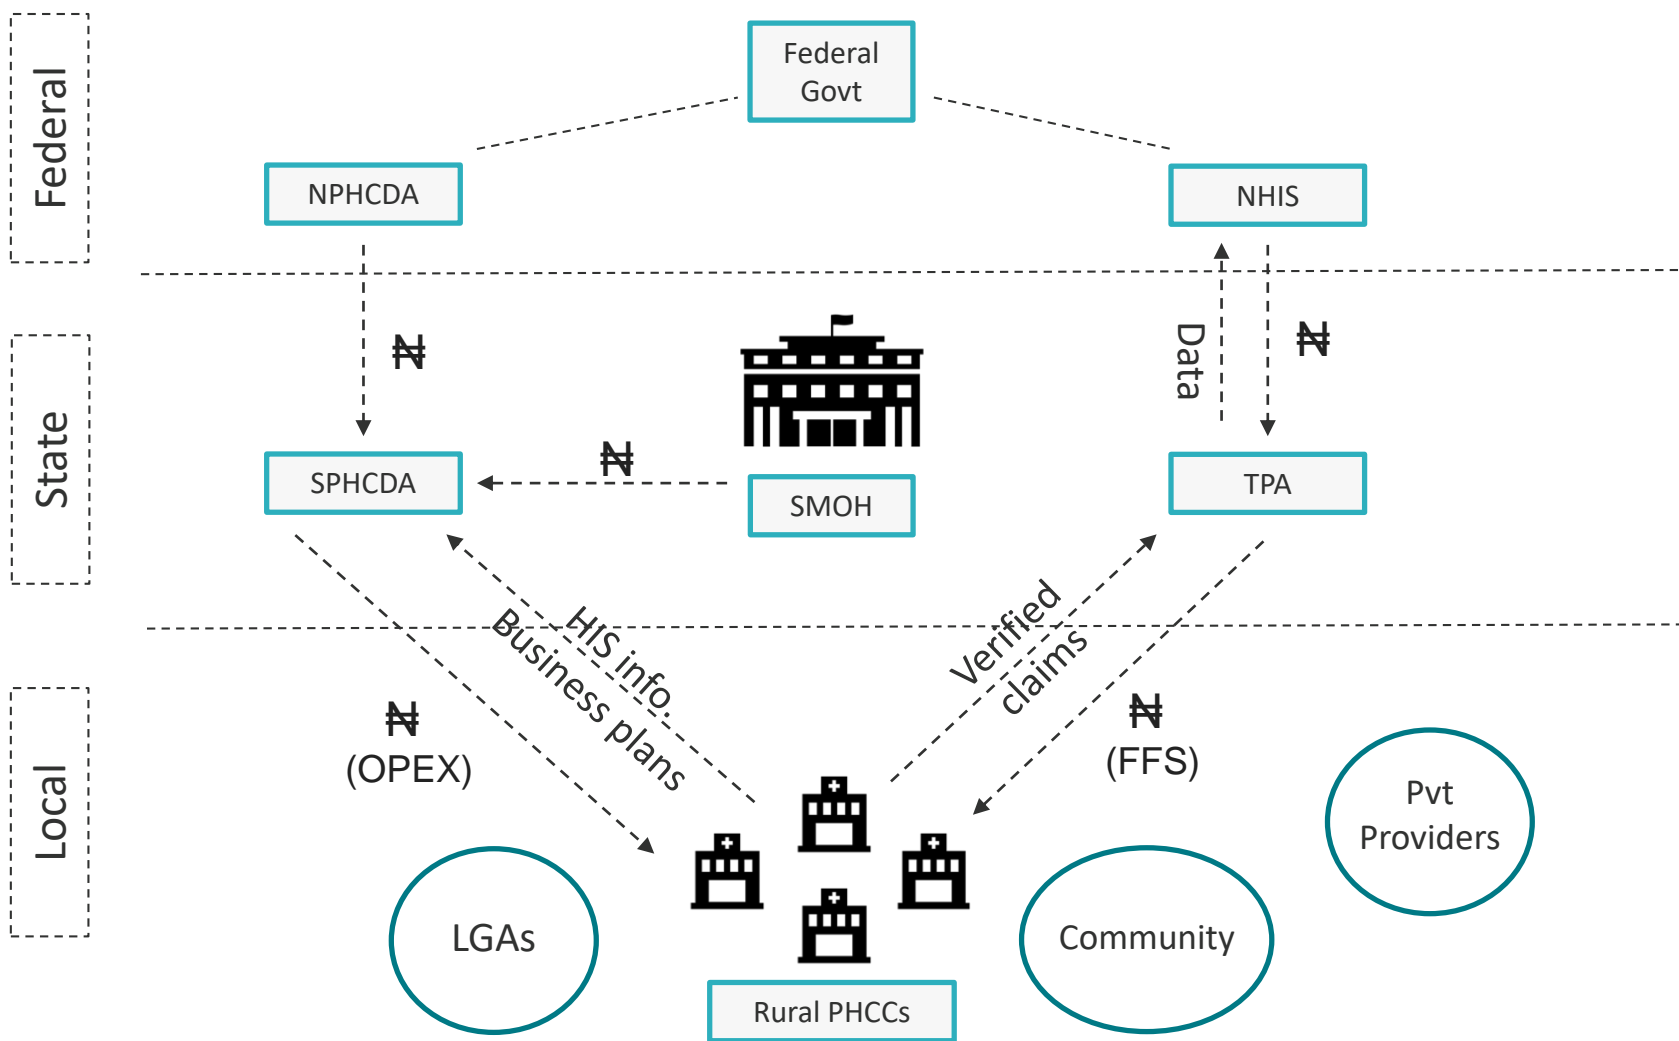 Federal
Federal
Govt
NPHCDA
NHIS
State
₦
Data
₦
₦
SPHCDA
SMOH
TPA
Local
HIS info.
Business plans
Verified
claims
₦
(OPEX)
₦
(FFS)
Pvt
Providers
LGAs
Community
Rural PHCCs